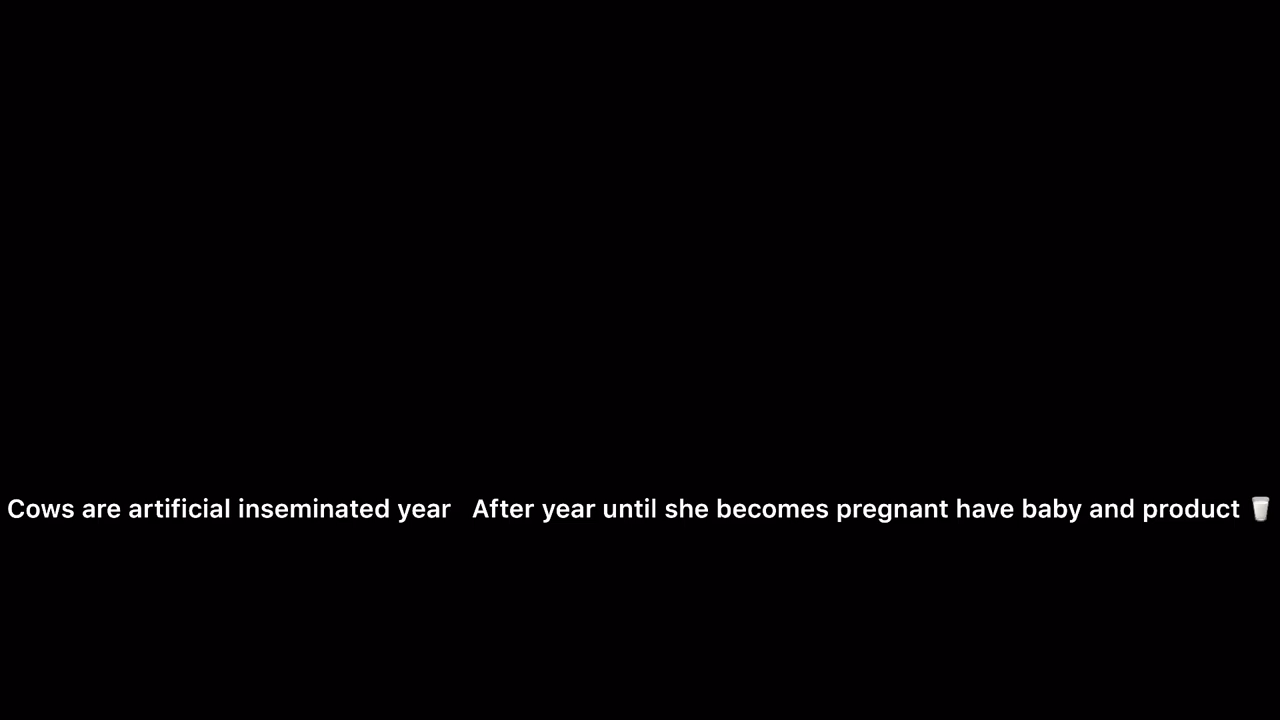 Cows are artificial inseminated year   After year until she becomes pregnant have baby and product 🥛